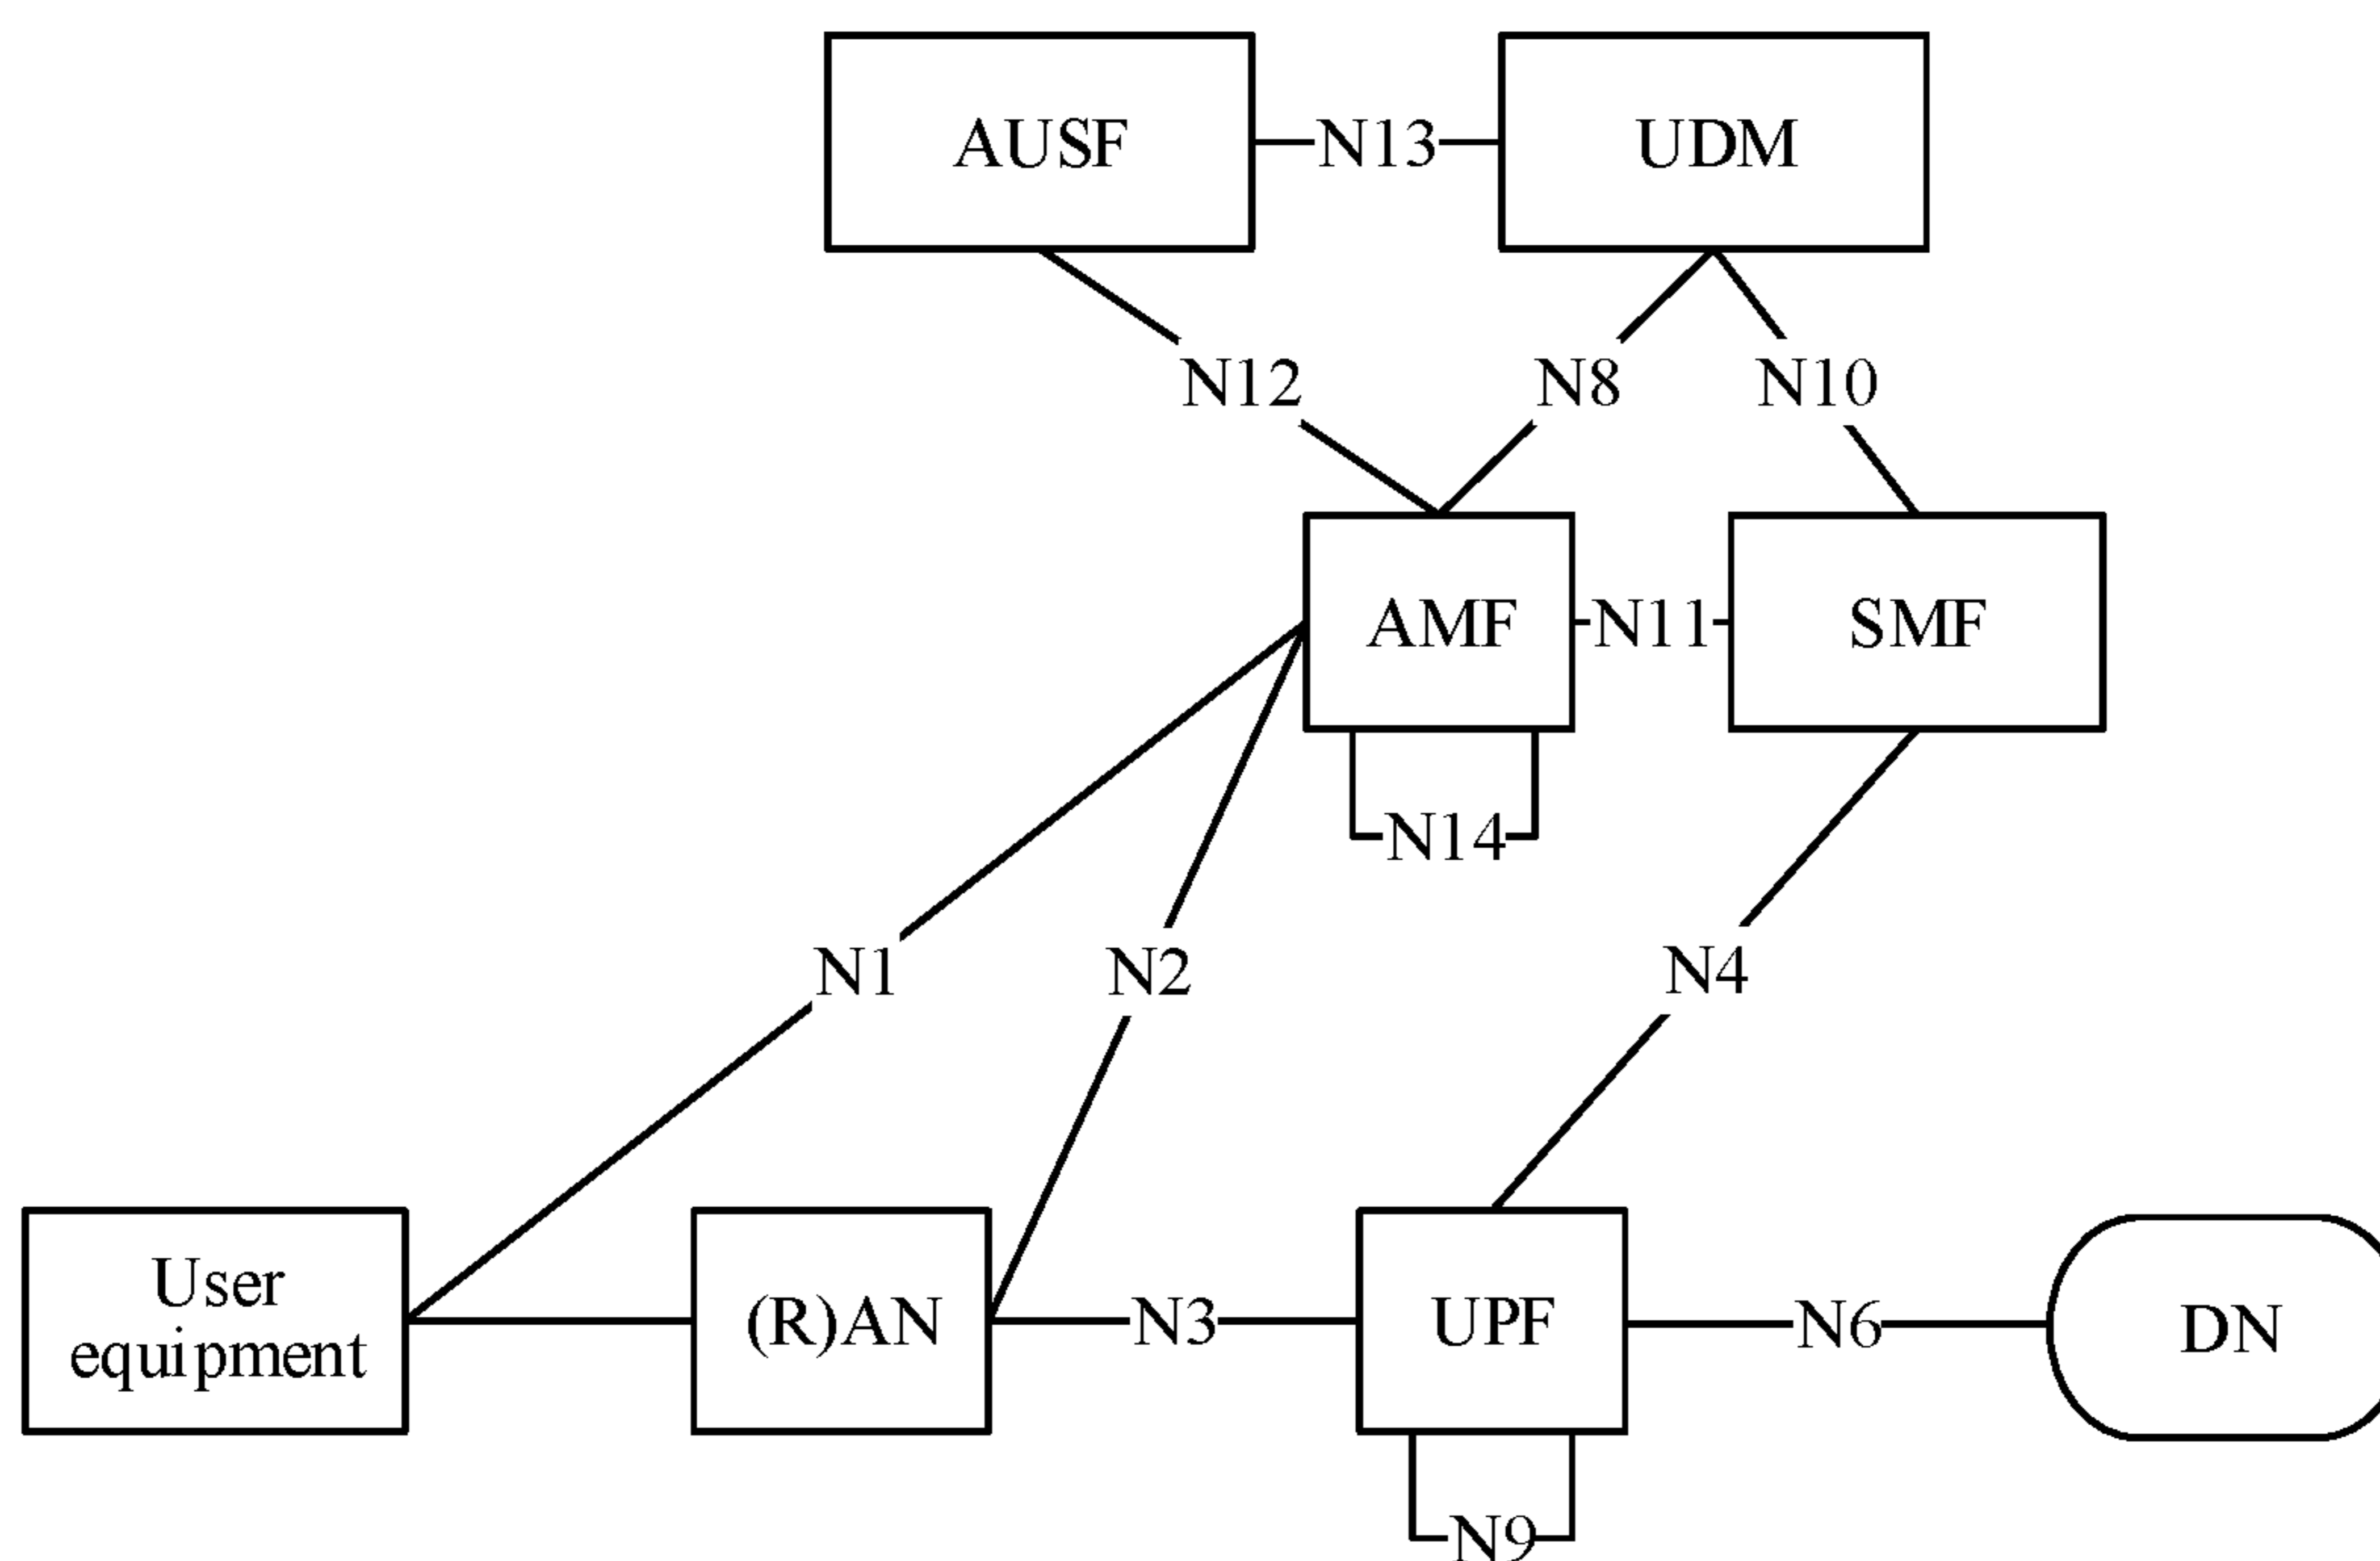 AUSF
N13
UDM
N12
N8
N10
AMF
N11
SMF
N14
N1
N2
N4
User
equipment
(R)AN
N3
UPF
N6
DN
N9